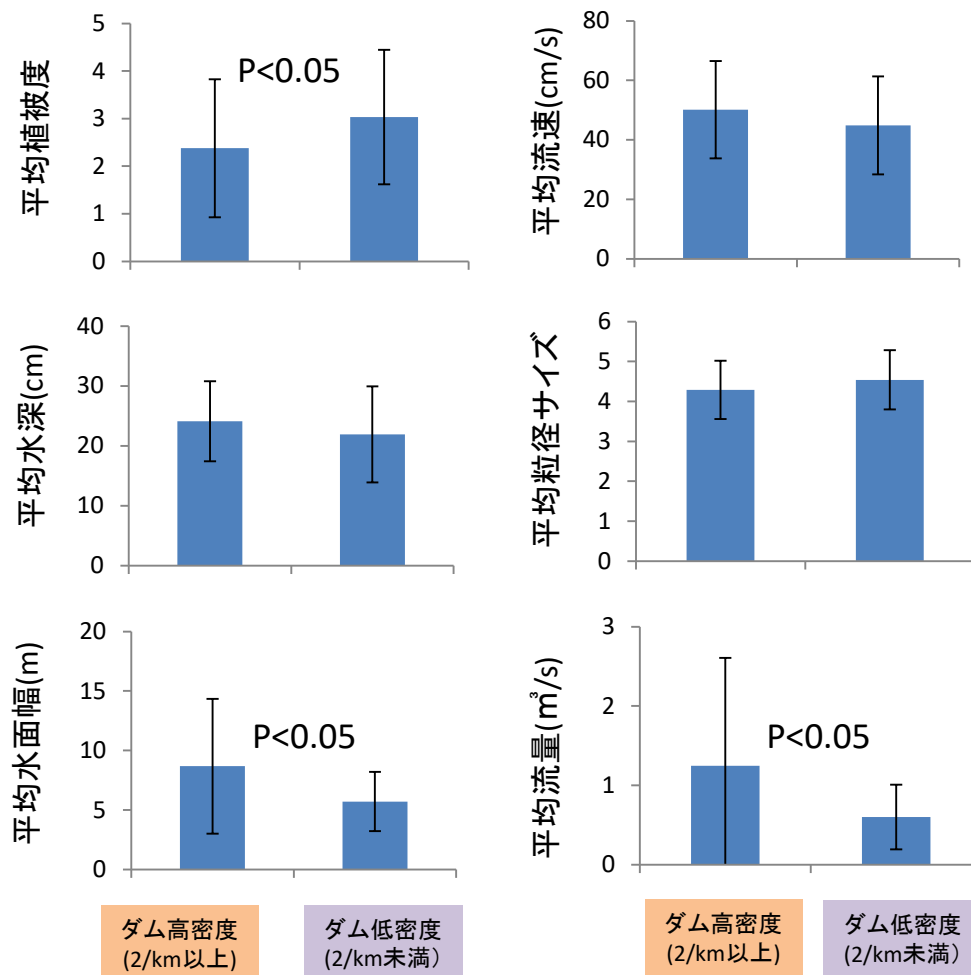 平均植被度
5
4
3
2
1
0
P<0.05
平均流速(cm/s)
80
60
40
20
0
平均水深(cm)
40
30
20
10
0
平均粒径サイズ
6
5
4
3
2
1
0
平均水面幅(m)
20
15
10
5
0
P<0.05
平均流量(㎥/s)
3
2
1
0
P<0.05
ダム高密度
(2/km以上)
ダム低密度
(2/km未満）
ダム高密度
(2/km以上)
ダム低密度
(2/km未満）